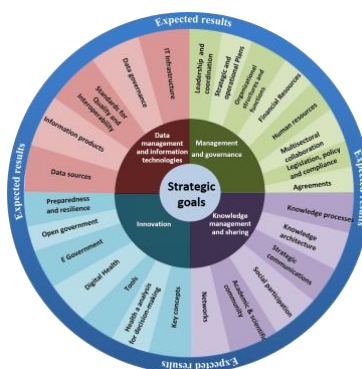 Expected results
Leadership and
coordination
Strategic and
operational Plans
Organizational
structures and
functions
Financial Resources
Human resources
Multisectoral
collaboration
Legislation, policy
and compliance
Agreements
Knowledge processes
Knowledge
architecture
Strategic
communications
Social participation
Academic & scientific
community
Networks
Key concepts
Health a analysis
for decision-making
Tools
Digital Health
E Government
Open government
Preparedness
and resilience
Data sources
Information products
Standards for
Quality and
Interoperability
Data governance
IT Infrastructure
Data
management
and information
technologies
Management
and governance
Strategic
goals
Innovation
Knowledge
management
and sharing
Expected results
Expected results
Expected results